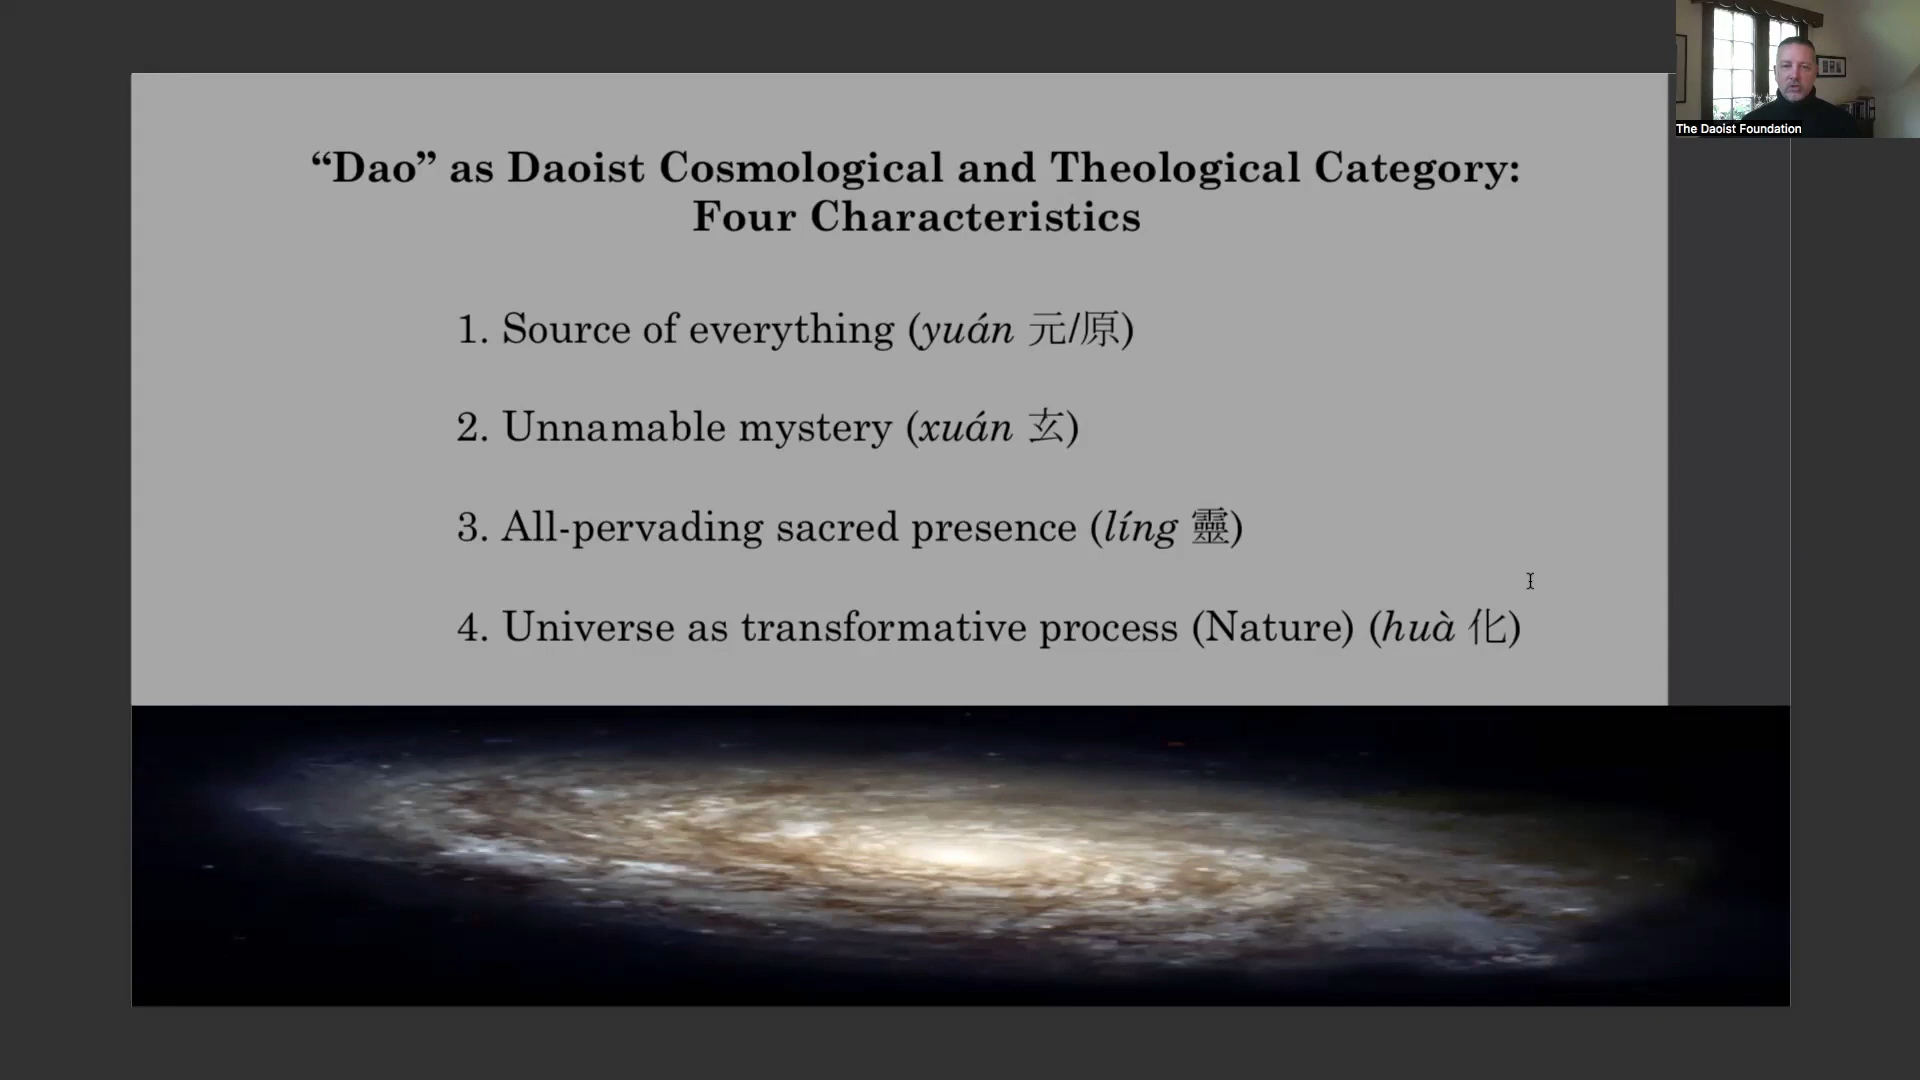 “Dao” as Daoist Cosmological and Theological Category:
Four Characteristics
1. Source of everything (yuán 元/原)
2. Unnamable mystery (xuán 玄)
3. All-pervading sacred presence (líng 靈)
4. Universe as transformative process (Nature) (huà 化)
The Daoist Foundation